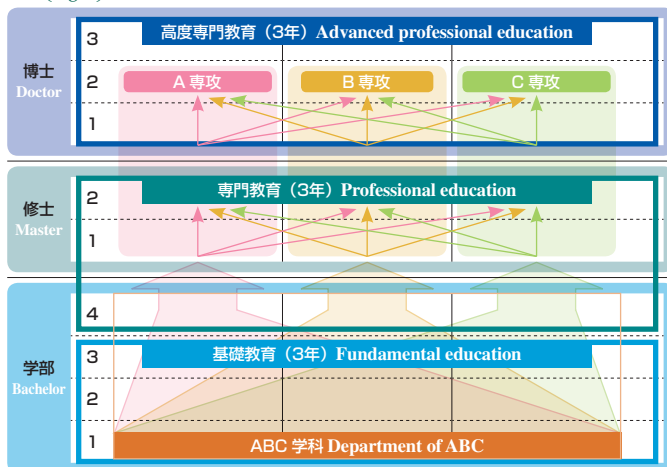 3
高度専門教育（3年）Advanced professional education
博士
Doctor
2
A 専攻
B 専攻
C 専攻
1
修士
Master
2
専門教育（3年）Professional education
1
学部
Bachelor
4
3
基礎教育（3年）Fundamental education
2
1
ABC 学科 Department of ABC